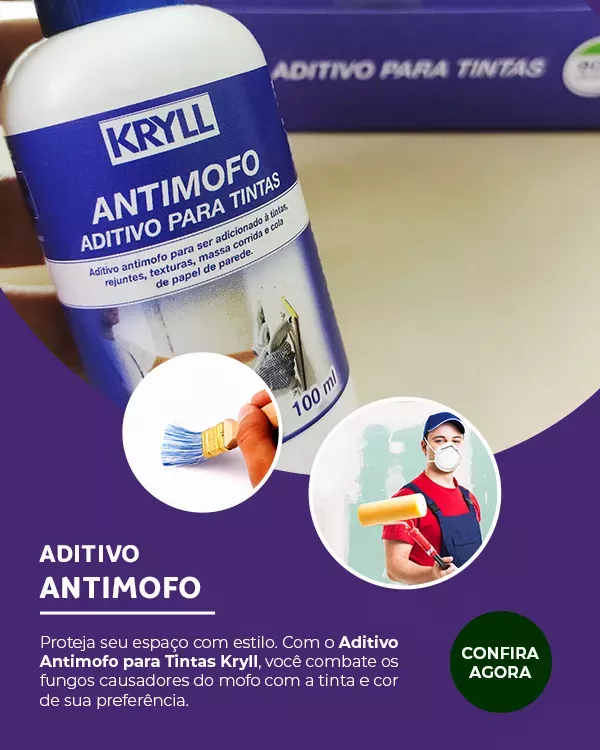 ADITIVO PARA TINTAS
KRYLL
ANTIMOFO
ADITIVO PARA TINTAS
Aditivo antimofo para ser adicionado à tintas,
rejuntes, texturas, massa corrida e cola
de papel de parede.
100 ml
ADITIVO
ANTIMOFO
Proteja seu espaço com estilo. Com o Aditivo
Antimofo para Tintas Kryll, você combate os
fungos causadores do mofo com a tinta e cor
de sua preferência.
CONFIRA
AGORA